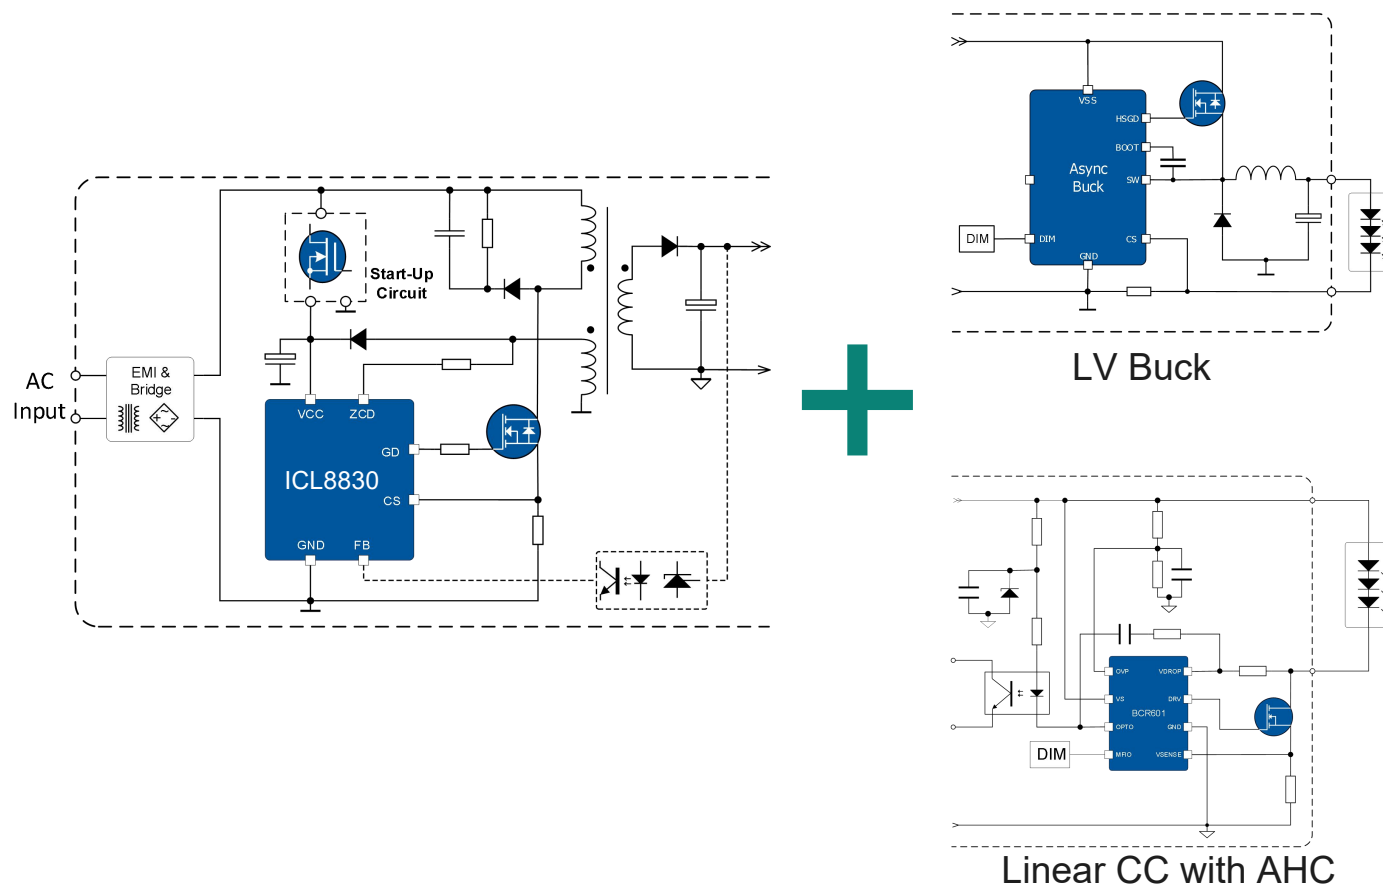 Start-Up
Circuit
AC
Input
EMI &
Bridge
VCC
ZCD
GD
ICL8830
CS
GND
FB
VSS
HSGD
BOOT
Async
Buck
SW
DIM
DIM
CS
GND
LV Buck
OVP
VDROP
VS
DRV
BCR601
OPTO
GND
DIM
MFIO
VSENSE
Linear CC with AHC